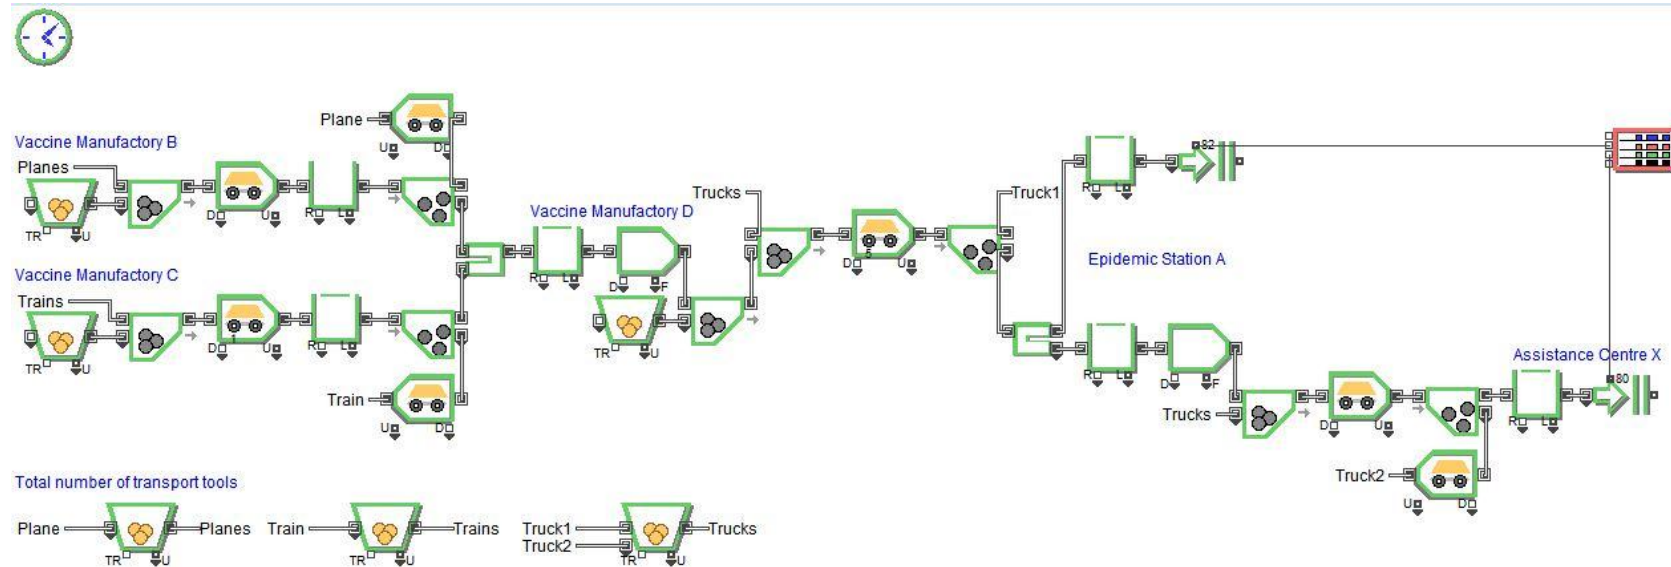 Plane
U D
Vaccine Manufactory B
Planes
82
D U R L
Trucks
Truck1
R L
TR U
Vaccine Manufactory D
Vaccine Manufactory C
5
D U
Epidemic Station A
Trains
R L
D F
1
D U R L
TR U
TR U
R L
D F
Assistance Centre X
80
Train
U D
Trucks
D U
R L
Truck2
U D
Total number of transport tools
Plane
Planes
Train
Trains
Truck1
Truck2
Trucks
TR U
TR U
TR U